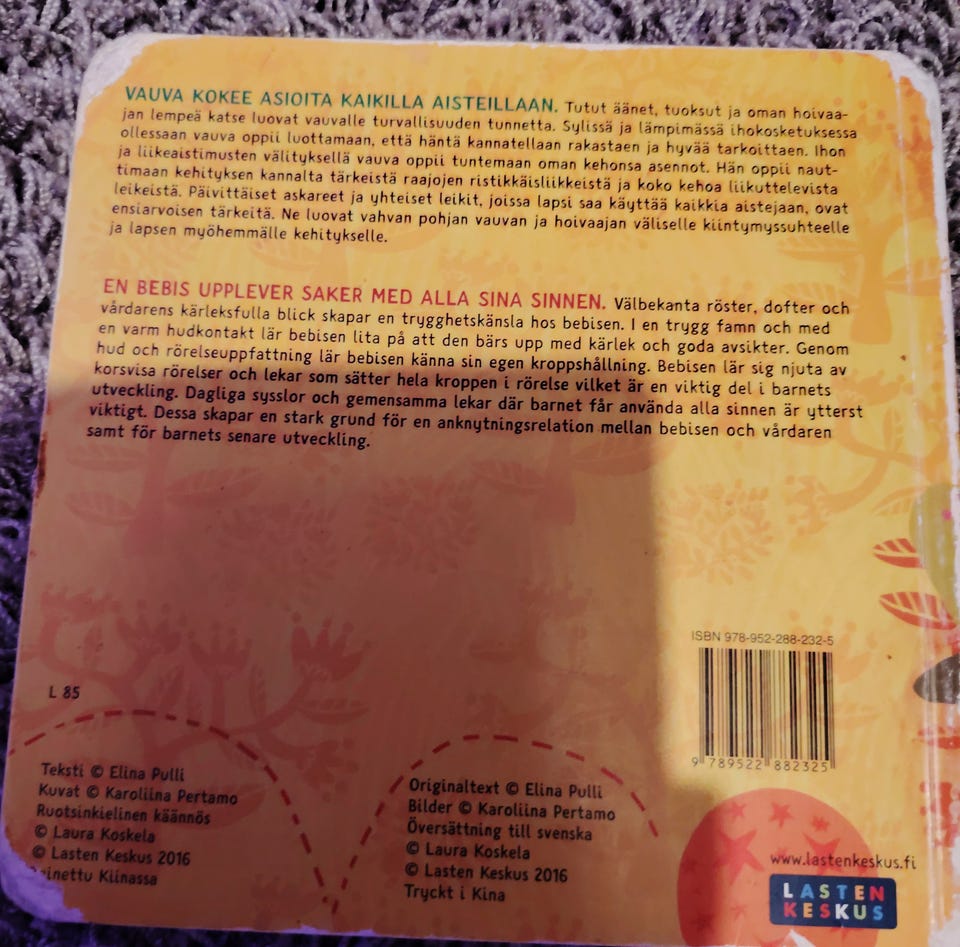 VAUVA KOKEE ASIOITA KAIKILLA AISTEILLAAN. Tutut äänet, tuoksut ja oman hoivaa-
jan lempeä katse luovat vauvalle turvallisuuden tunnetta. Sylissä ja lämpimässä ihokosketuksessa
ollessaan vauva oppii luottamaan, että häntä kannatellaan rakastaen ja hyvää tarkoittaen. Ihon
ja liikeaistimusten välityksellä vauva oppii tuntemaan oman kehonsa asennot. Hän oppii naut-
timaan kehityksen kannalta tärkeistä raajojen ristikkäisliikkeistä ja koko kehoa liikuttelevista
leikeistä. Päivittäiset askareet ja yhteiset leikit, joissa lapsi saa käyttää kaikkia aistejaan, ovat
ensiarvoisen tärkeitä. Ne luovat vahvan pohjan vauvan ja hoivaajan väliselle kiintymyssuhteelle
ja lapsen myöhemmälle kehitykselle.
EN BEBIS UPPLEVER SAKER MED ALLA SINA SINNEN. Välbekanta röster, dofter och
vårdarens kärleksfulla blick skapar en trygghetskänsla hos bebisen. I en trygg famn och med
en varm hudkontakt lär bebisen lita på att den bärs upp med kärlek och goda avsikter. Genom
hud och rörelseuppfattning lär bebisen känna sin egen kroppshållning. Bebisen lär sig njuta av
korsvisa rörelser och lekar som sätter hela kroppen i rörelse vilket är en viktig del i barnets
utveckling. Dagliga sysslor och gemensamma lekar där barnet får använda alla sinnen är ytterst
viktigt. Dessa skapar en stark grund för en anknytningsrelation mellan bebisen och vårdaren
samt för barnets senare utveckling.
L 85
Teksti © Elina Pulli
Kuvat © Karoliina Pertamo
Ruotsinkielinen käännös
© Laura Koskela
© Lasten Keskus 2016
Painettu Kiinassa
Originaltext © Elina Pulli
Bilder © Karoliina Pertamo
Översättning till svenska
© Laura Koskela
© Lasten Keskus 2016
Tryckt i Kina
ISBN 978-952-288-232-5
9 789522 882325
www.lastenkeskus.fi
LASTEN
KESKUS